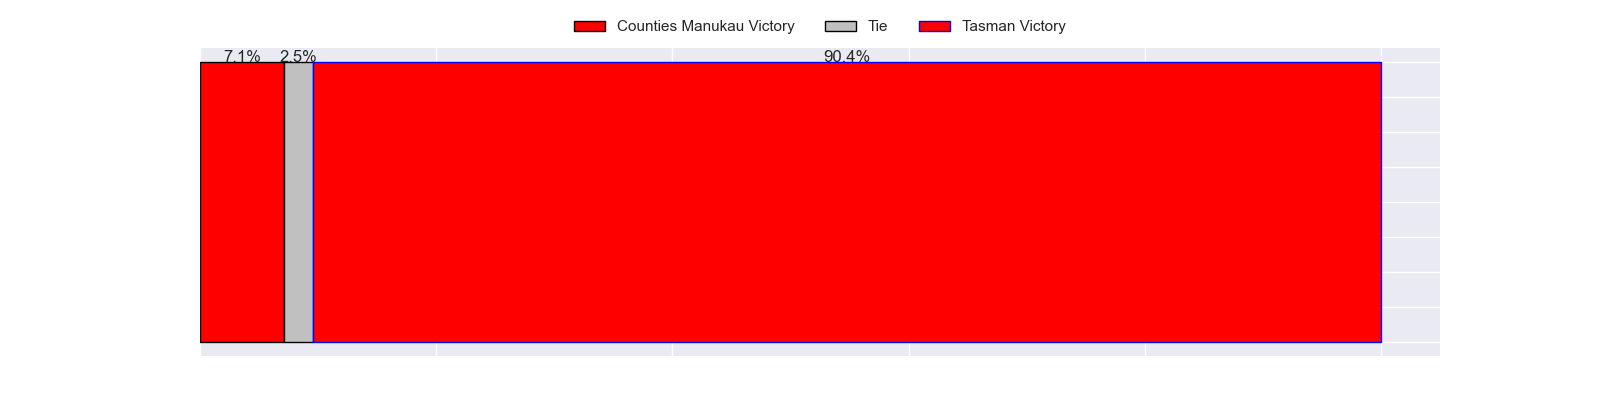 Counties Manukau Victory Tie Tasman Victory
7.1% 2.5% 90.4%